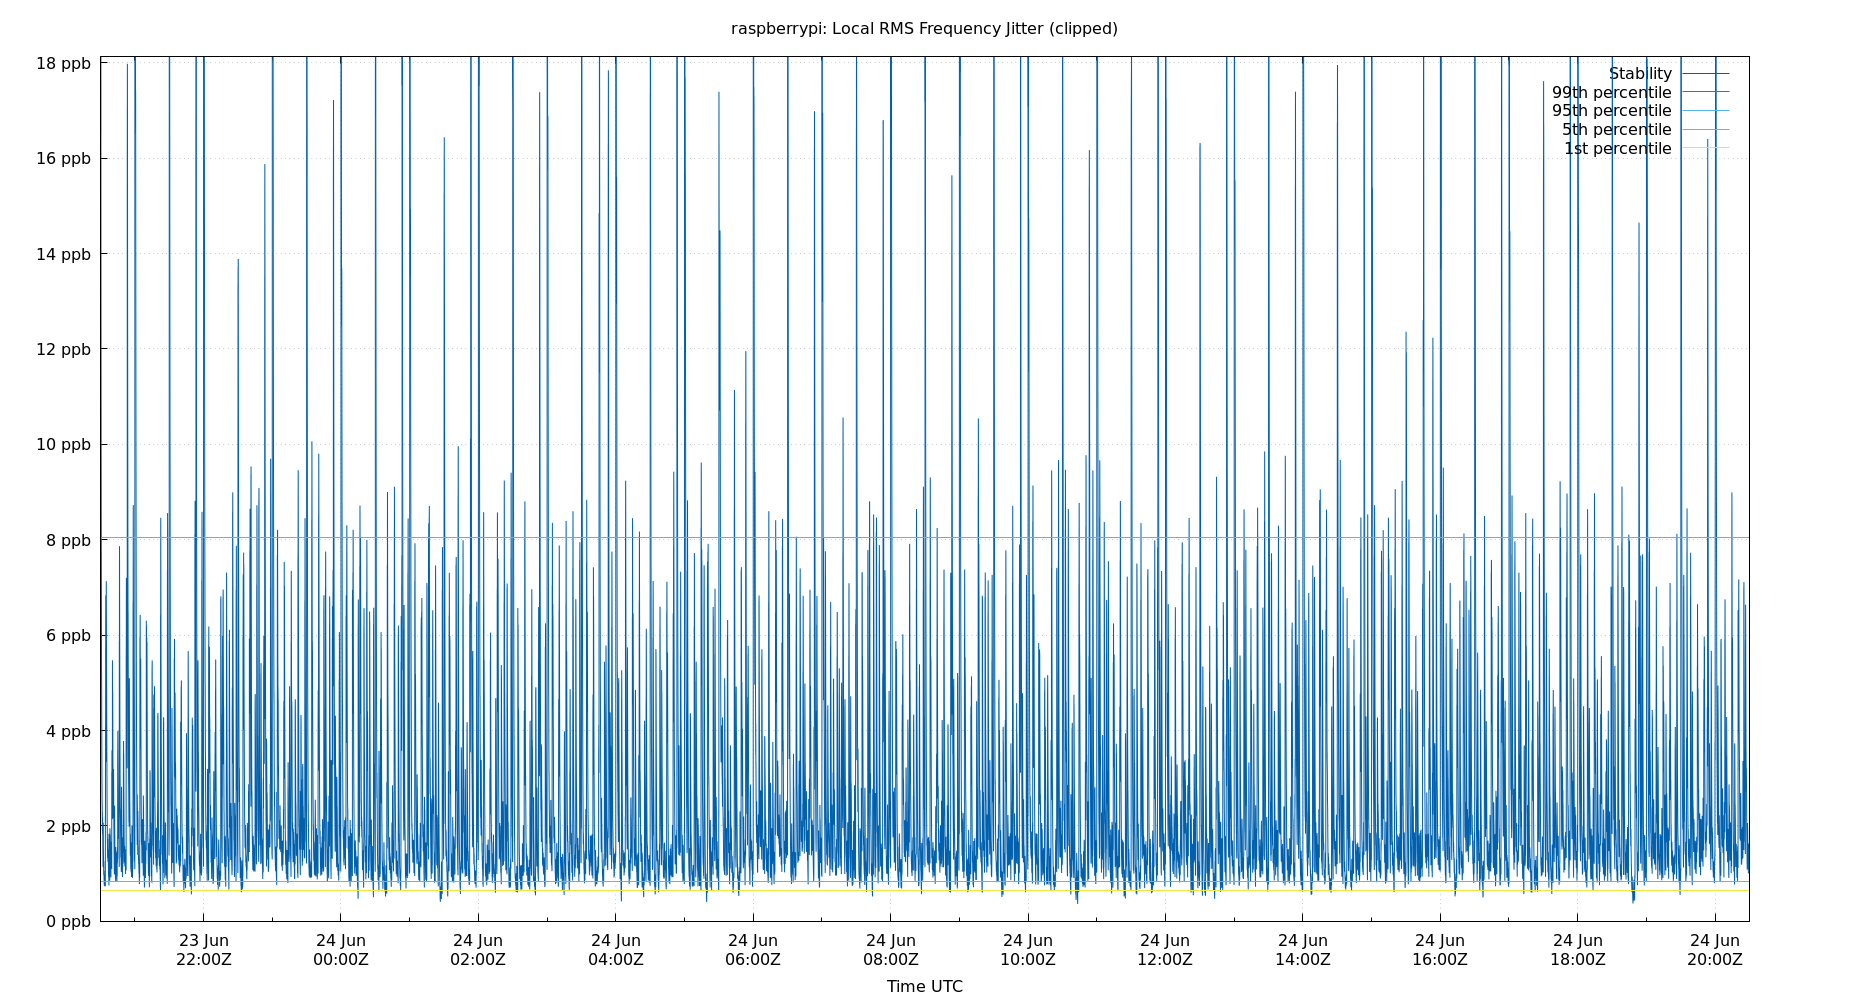 raspberrypi: Local RMS Frequency Jitter (clipped)
18 ppb
16 ppb
14 ppb
12 ppb
10 ppb
8 ppb
6 ppb
4 ppb
2 ppb
0 ppb
Stability
99th percentile
95th percentile
5th percentile
1st percentile
23 Jun 24 Jun 24 Jun 24 Jun 24 Jun 24 Jun 24 Jun 24 Jun 24 Jun 24 Jun 24 Jun 24 Jun
22:00Z 00:00Z 02:00Z 04:00Z 06:00Z 08:00Z 10:00Z 12:00Z 14:00Z 16:00Z 18:00Z 20:00Z
Time UTC